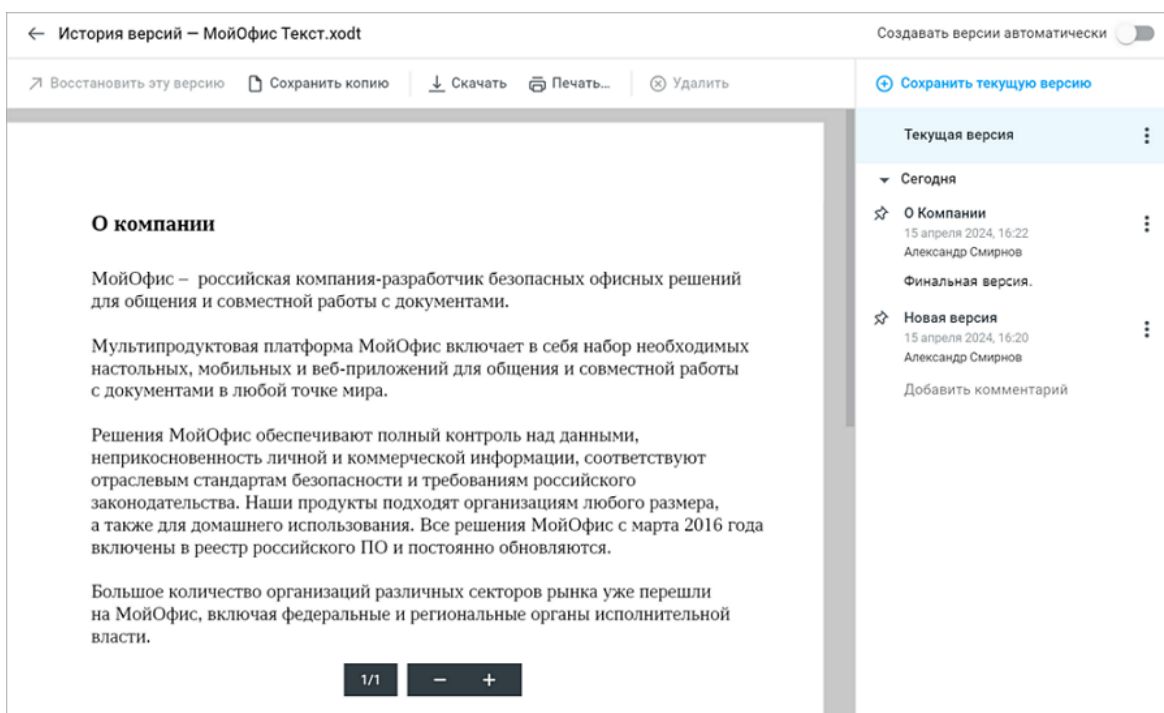 История версий — МойОфис Текст.xodt
Создавать версии автоматически
Восстановить эту версию
Сохранить копию
Скачать
Печать...
Удалить
Сохранить текущую версию
Текущая версия
Сегодня
О Компании
15 апреля 2024, 16:22
Александр Смирнов
Финальная версия.
Новая версия
15 апреля 2024, 16:20
Александр Смирнов
Добавить комментарий
О компании
МойОфис – российская компания-разработчик безопасных офисных решений
для общения и совместной работы с документами.
Мультипродуктовая платформа МойОфис включает в себя набор необходимых
настольных, мобильных и веб-приложений для общения и совместной работы
с документами в любой точке мира.
Решения МойОфис обеспечивают полный контроль над данными,
неприкосновенность личной и коммерческой информации, соответствуют
отраслевым стандартам безопасности и требованиям российского
законодательства. Наши продукты подходят организациям любого размера,
а также для домашнего использования. Все решения МойОфис с марта 2016 года
включены в реестр российского ПО и постоянно обновляются.
Большое количество организаций различных секторов рынка уже перешли
на МойОфис, включая федеральные и региональные органы исполнительной
власти.
1/1